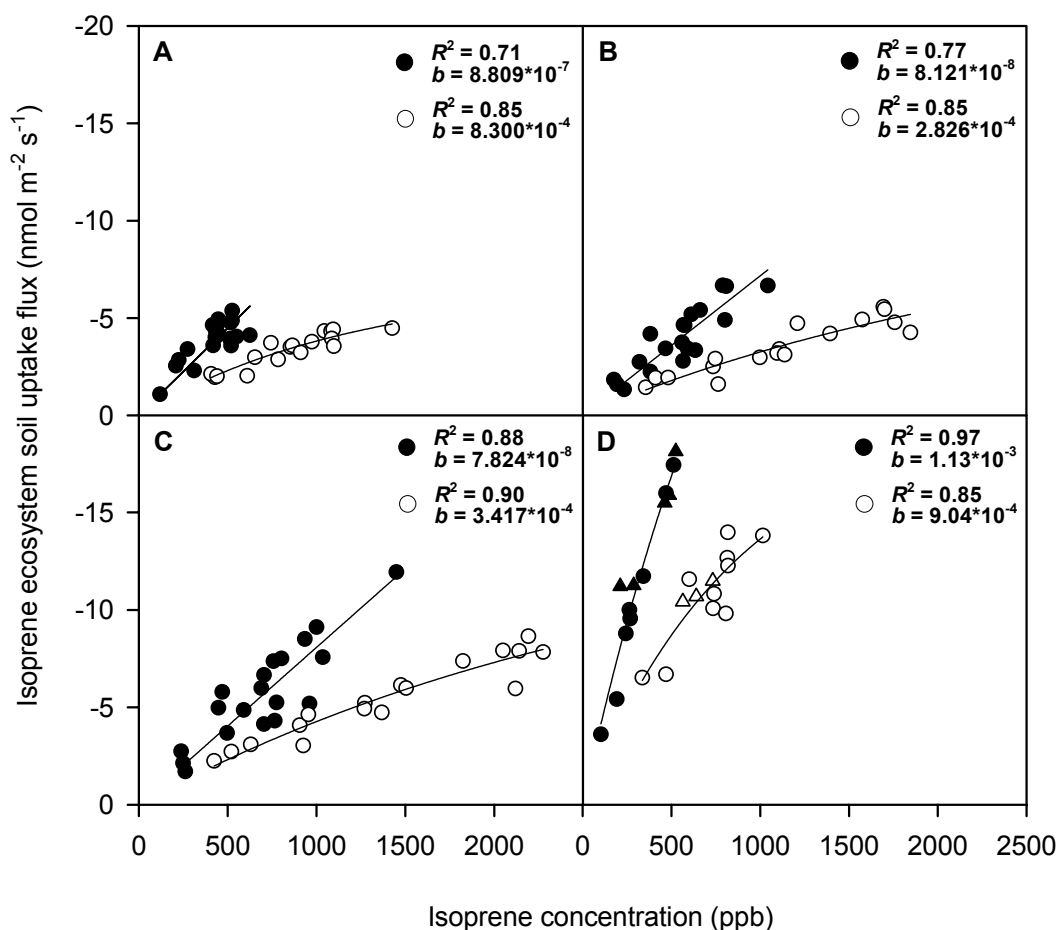 Isoprene ecosystem soil uptake flux (nmol m⁻² s⁻¹)
-20
-15
-10
-5
0
A
R² = 0.71
b = 8.809*10⁻⁷
R² = 0.85
b = 8.300*10⁻⁴
B
R² = 0.77
b = 8.121*10⁻⁸
R² = 0.85
b = 2.826*10⁻⁴
-15
-10
-5
0
C
R² = 0.88
b = 7.824*10⁻⁸
R² = 0.90
b = 3.417*10⁻⁴
D
R² = 0.97
b = 1.13*10⁻³
R² = 0.85
b = 9.04*10⁻⁴
0 500 1000 1500 2000
500 1000 1500 2000 2500
Isoprene concentration (ppb)